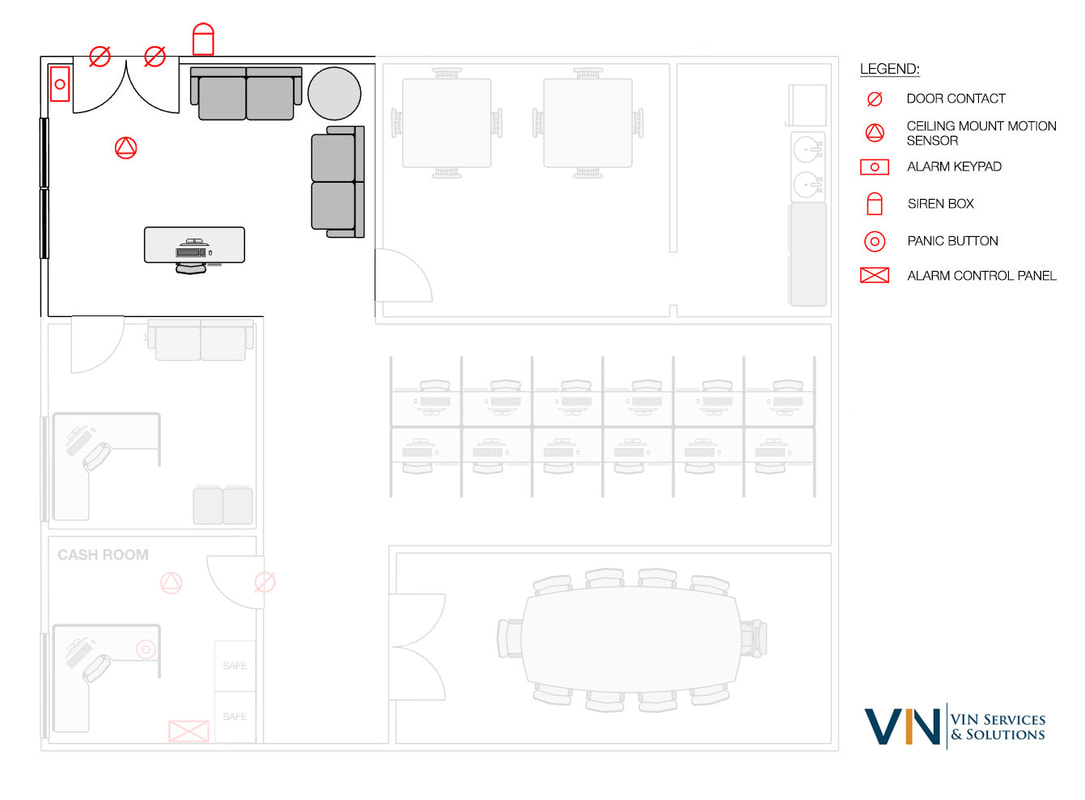 LEGEND:
DOOR CONTACT
CEILING MOUNT MOTION
SENSOR
ALARM KEYPAD
SIREN BOX
PANIC BUTTON
ALARM CONTROL PANEL
CASH ROOM
SAFE
SAFE
VIN
VIN SERVICES
& SOLUTIONS